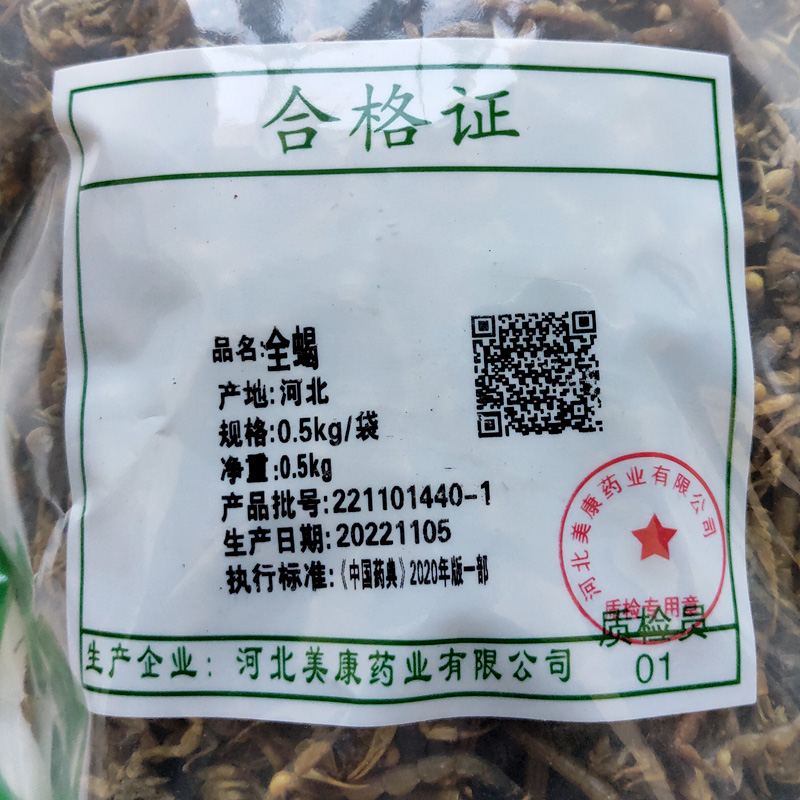 合格证
品名:全蝎
产地:河北
规格:0.5kg/袋
净重:0.5kg
产品批号:221101440-1
生产日期:20221105
执行标准:《中国药典》2020年版一部
河北美康药业有限公司
质检专用章
质检员
01
生产企业：河北美康药业有限公司